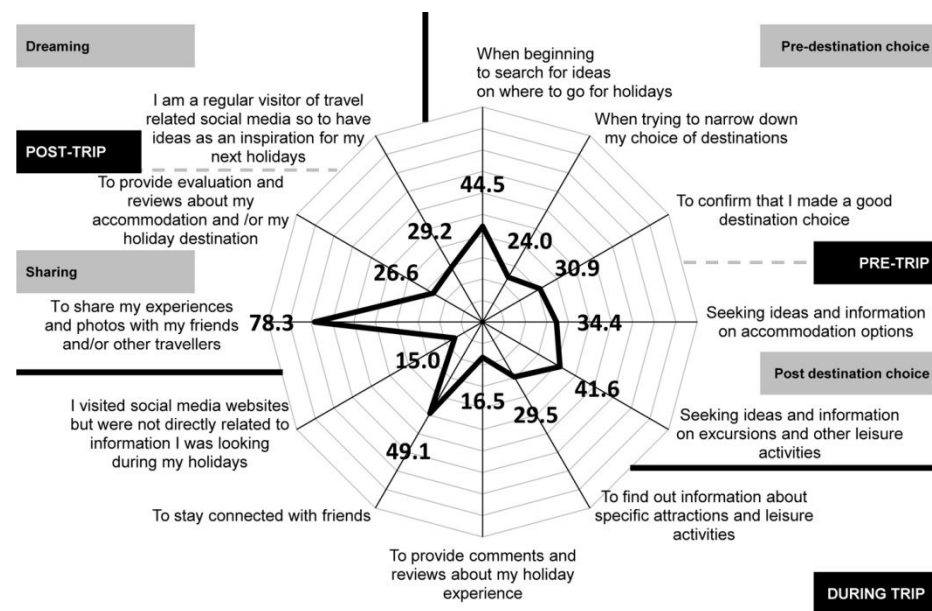 Dreaming
Pre-destination choice
When beginning
to search for ideas
on where to go for holidays
I am a regular visitor of travel
related social media so to have
ideas as an inspiration for my
next holidays
When trying to narrow down
my choice of destinations
POST-TRIP
To provide evaluation and
reviews about my
accommodation and /or my
holiday destination
To confirm that I made a good
destination choice
44.5
29.2
24.0
26.6
30.9
PRE-TRIP
Sharing
To share my experiences
and photos with my friends
and/or other travellers
78.3
34.4
Seeking ideas and information
on accommodation options
15.0
41.6
Post destination choice
16.5
29.5
49.1
I visited social media websites
but were not directly related to
information I was looking
during my holidays
Seeking ideas and information
on excursions and other leisure
activities
To stay connected with friends
To find out information about
specific attractions and leisure
activities
To provide comments and
reviews about my holiday
experience
DURING TRIP